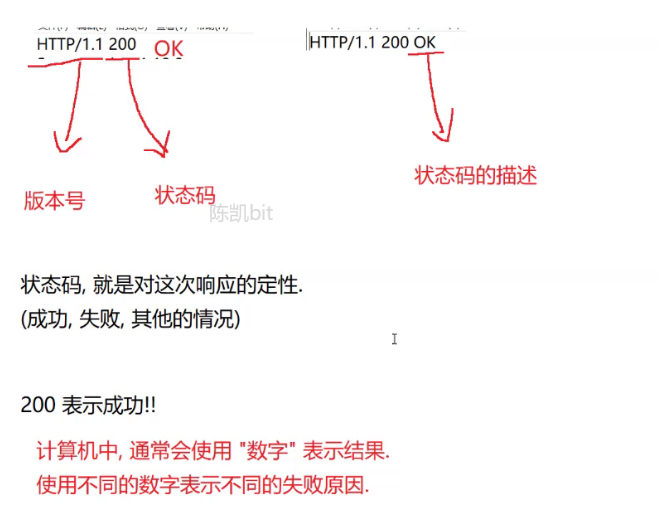 HTTP/1.1 200 OK
HTTP/1.1 200 OK
版本号
状态码
状态码的描述
陈凯bit
状态码, 就是对这次响应的定性.
(成功, 失败, 其他的情况)
200 表示成功!!
计算机中, 通常会使用 "数字" 表示结果.
使用不同的数字表示不同的失败原因.